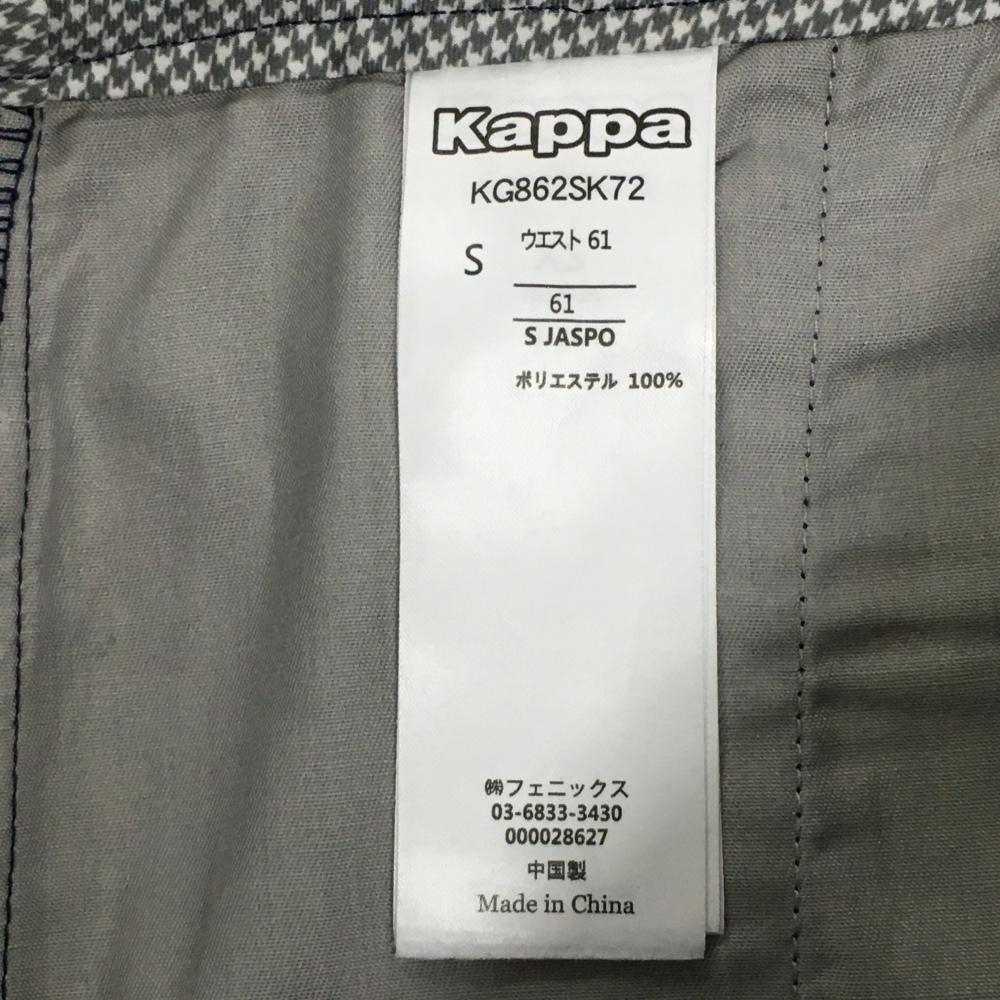 Kappa
KG862SK72
S
ウエスト 61
61
S JASPO
ポリエステル 100%
㈱フェニックス
03-6833-3430
000028627
中国製
Made in China